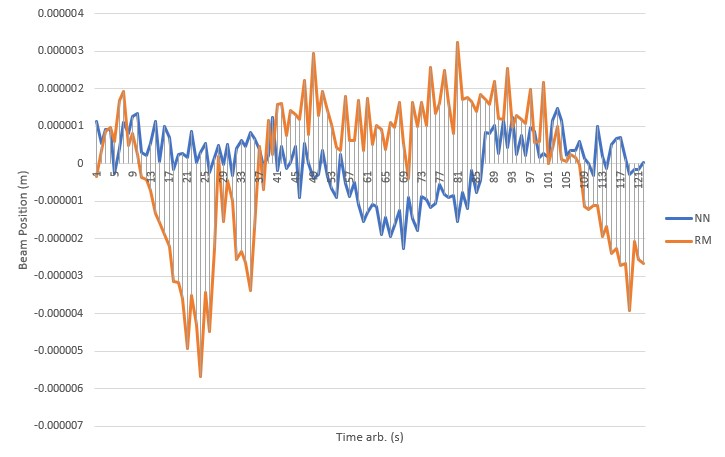 0.000004
0.000003
0.000002
0.000001
0
-0.000001
-0.000002
-0.000003
-0.000004
-0.000005
-0.000006
-0.000007
Beam Position (m)
1 5 9 13 17 21 25 29 33 37 41 45 49 53 57 61 65 69 73 77 81 85 89 93 97 101 105 109 113 117 121
Time arb. (s)
NN
RM